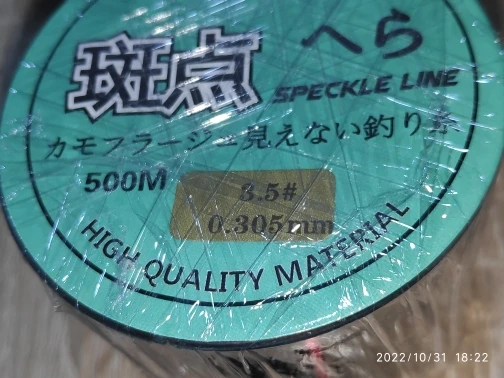 斑点 へら
SPECKLE LINE
カモフラージュ見えない釣り糸
500M
3.5#
0.305mm
HIGH QUALITY MATERIAL
2022/10/31 18:22